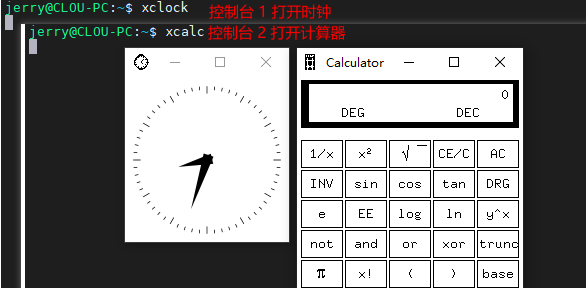 jerry@CLOU-PC:~$ xclock 控制台 1 打开时钟
jerry@CLOU-PC:~$ xcalc 控制台 2 打开计算器
Calculator
0
DEG DEC
1/x x² √‾ CE/C AC
INV sin cos tan DRG
e EE log ln y^x
not and or xor trunc
π x! ( ) base